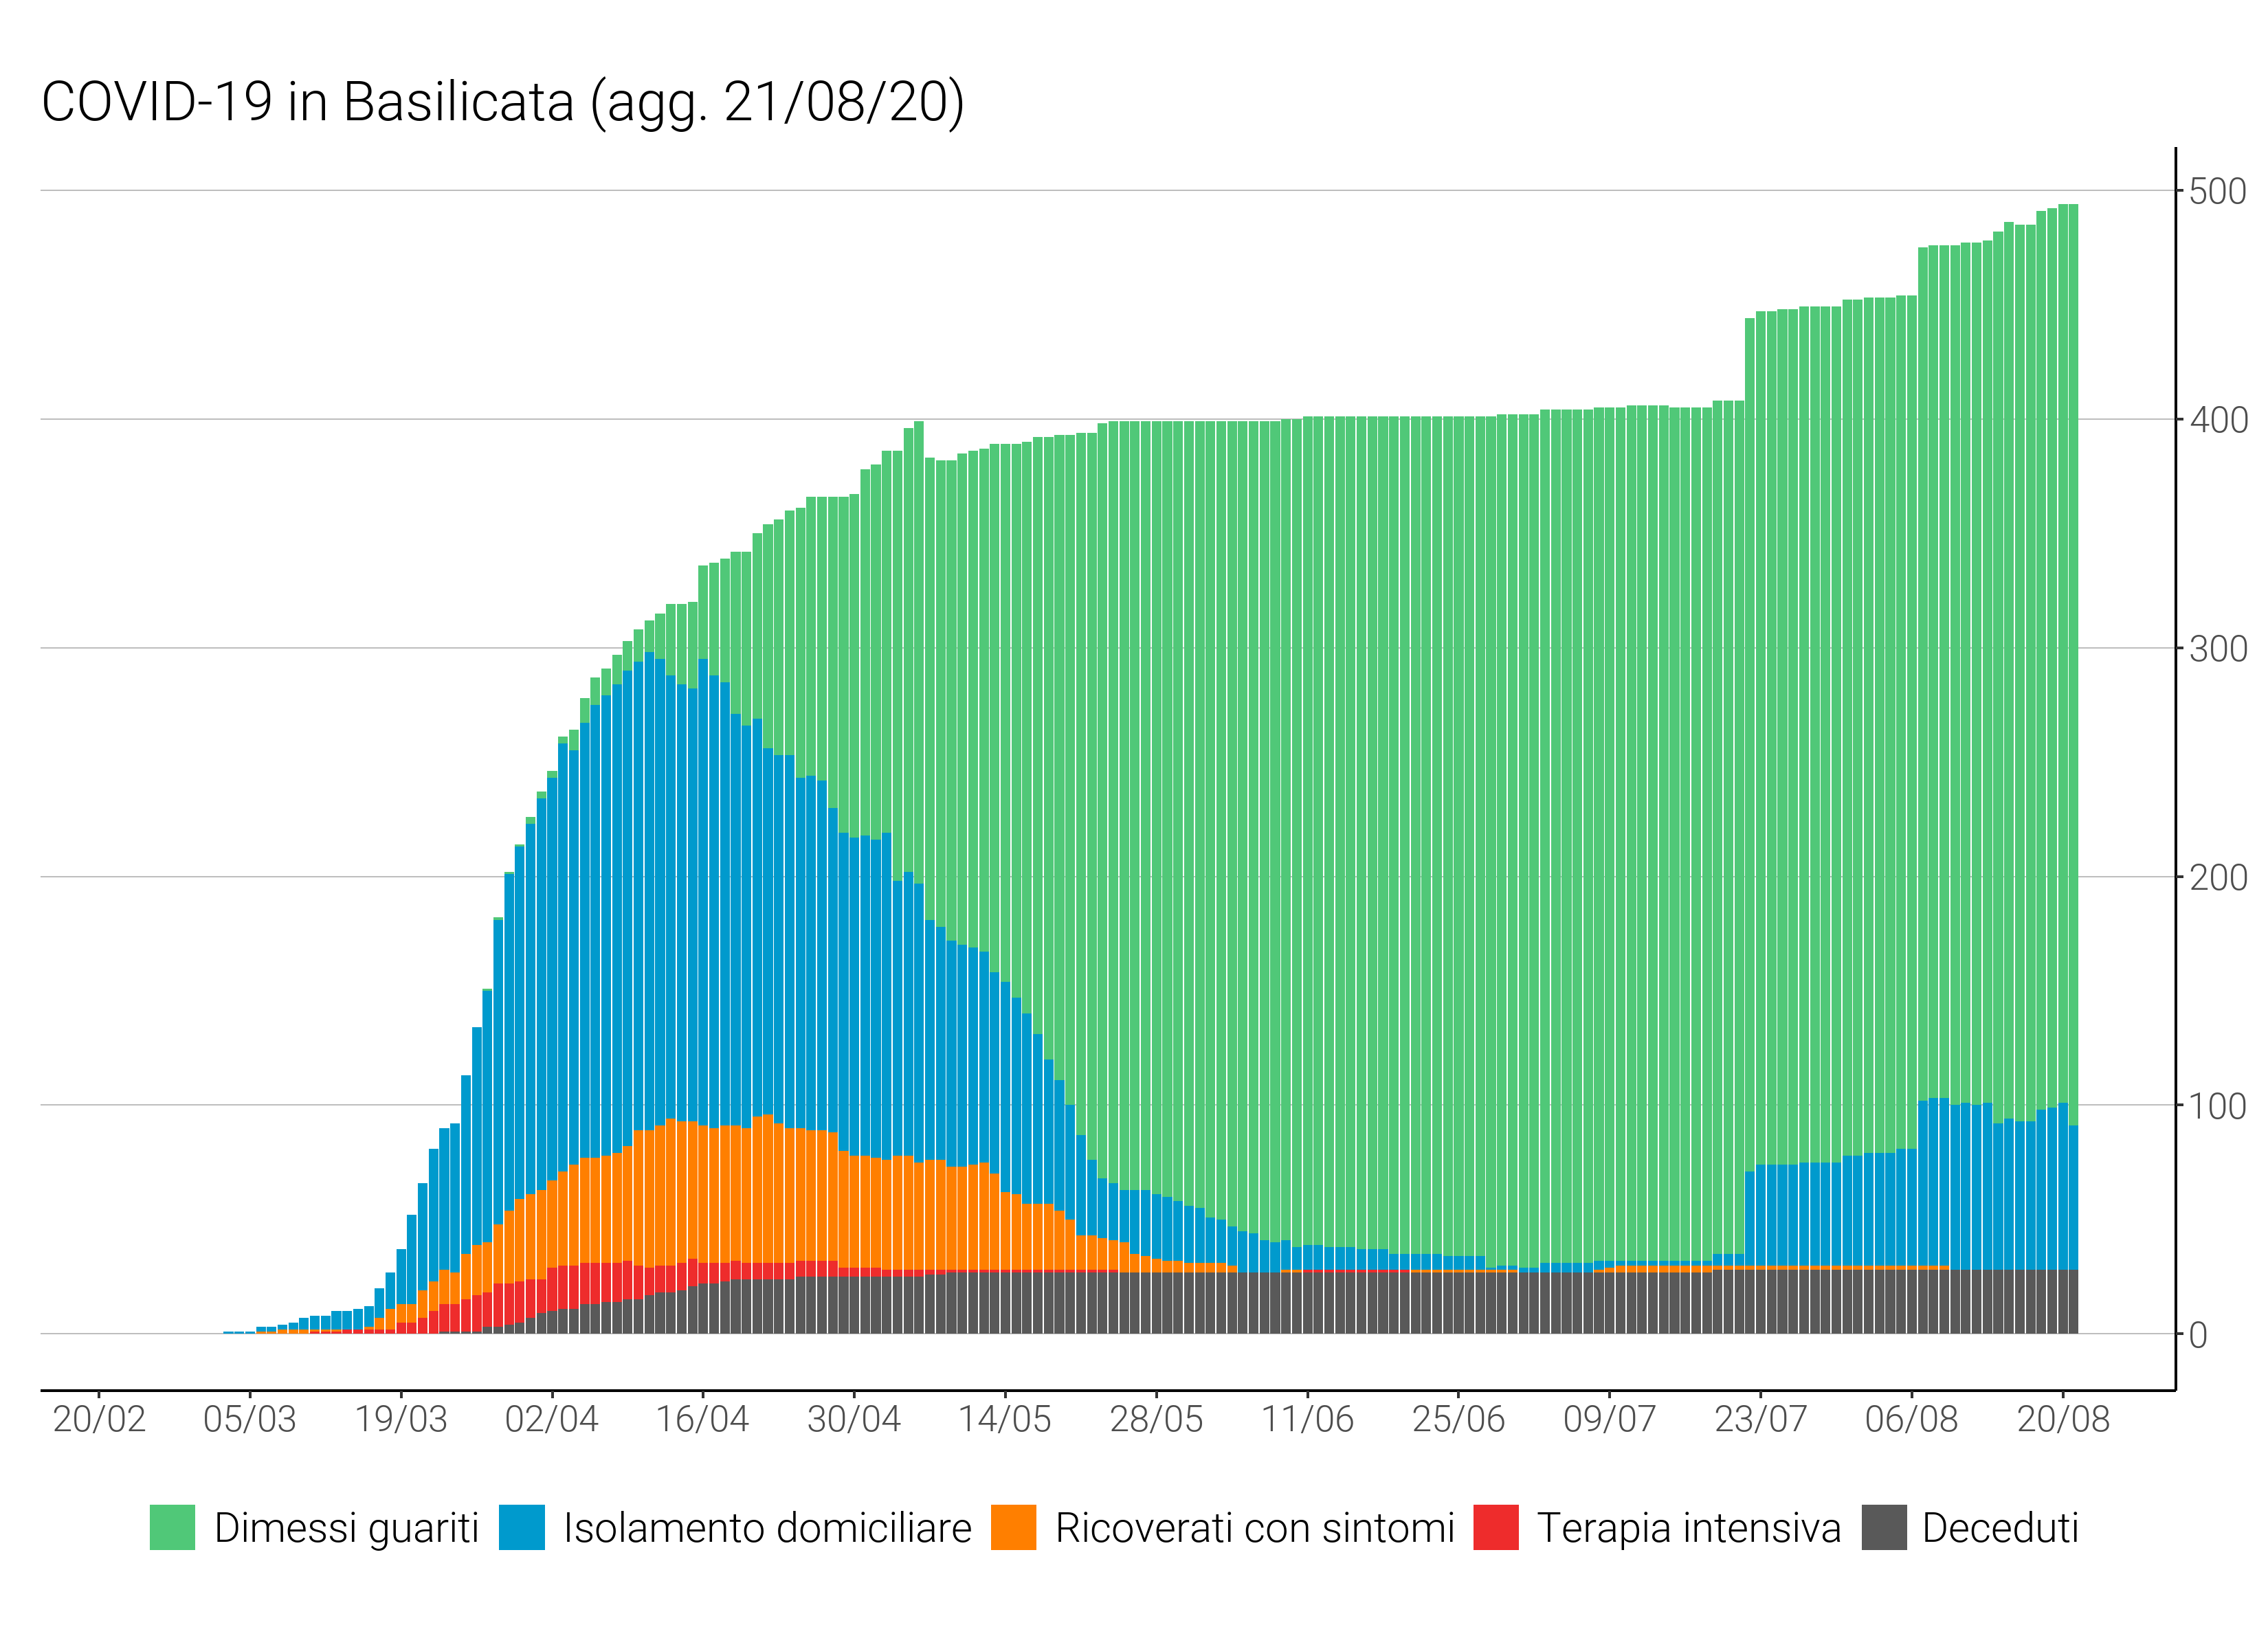 COVID-19 in Basilicata (agg. 21/08/20)
500
400
300
200
100
0
20/02 05/03 19/03 02/04 16/04 30/04 14/05 28/05 11/06 25/06 09/07 23/07 06/08 20/08
Dimessi guariti Isolamento domiciliare Ricoverati con sintomi Terapia intensiva Deceduti